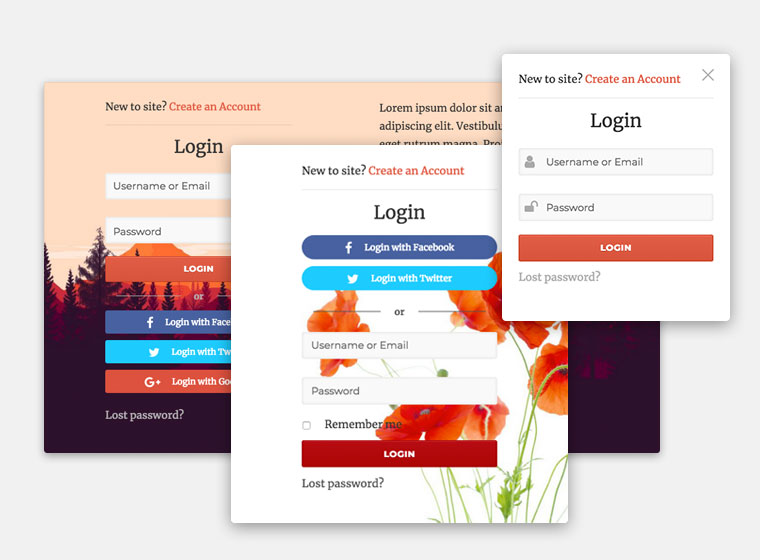 New to site? Create an Account
Login
Username or Email
Password
LOGIN
or
Login with Face
Login with Tw
Login with Go
Lost password?
Lorem ipsum dolor sit
adipiscing elit. Vestibulu
eget rutrum magna.
New to site? Create an Account
Login
Login with Facebook
Login with Twitter
or
Username or Email
Password
Remember me
LOGIN
Lost password?
New to site? Create an Account
Login
Username or Email
Password
LOGIN
Lost password?